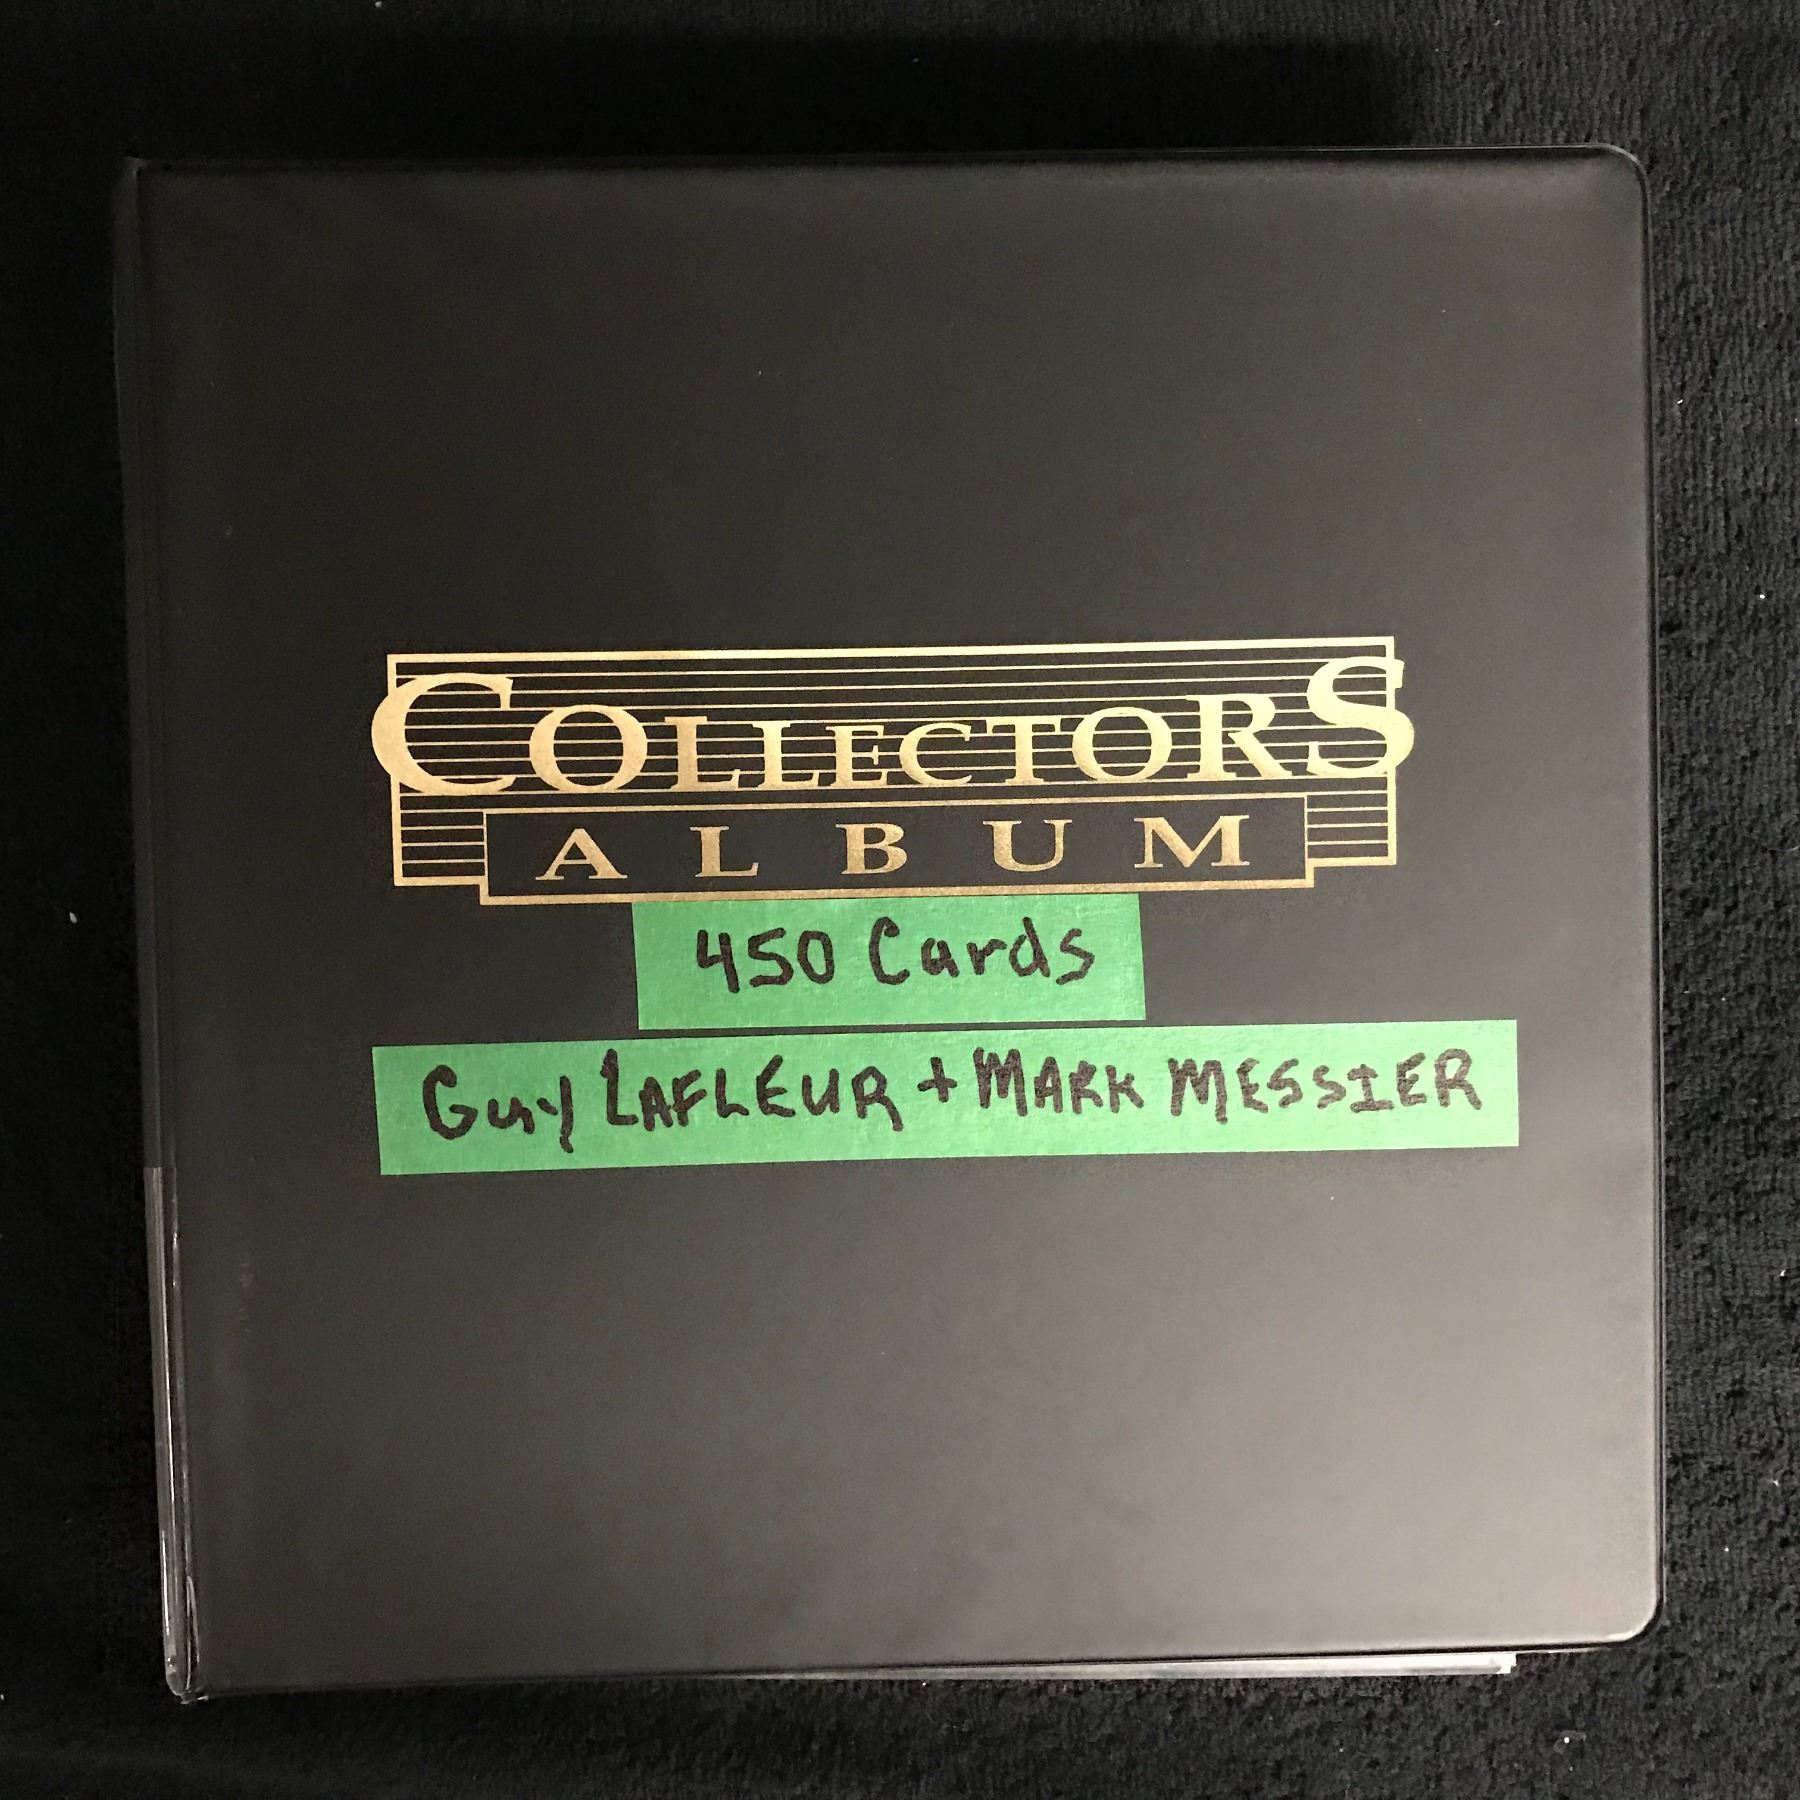 COLLECTORS
ALBUM
450 Cards
Guy LAFLEUR + MARK MESSIER